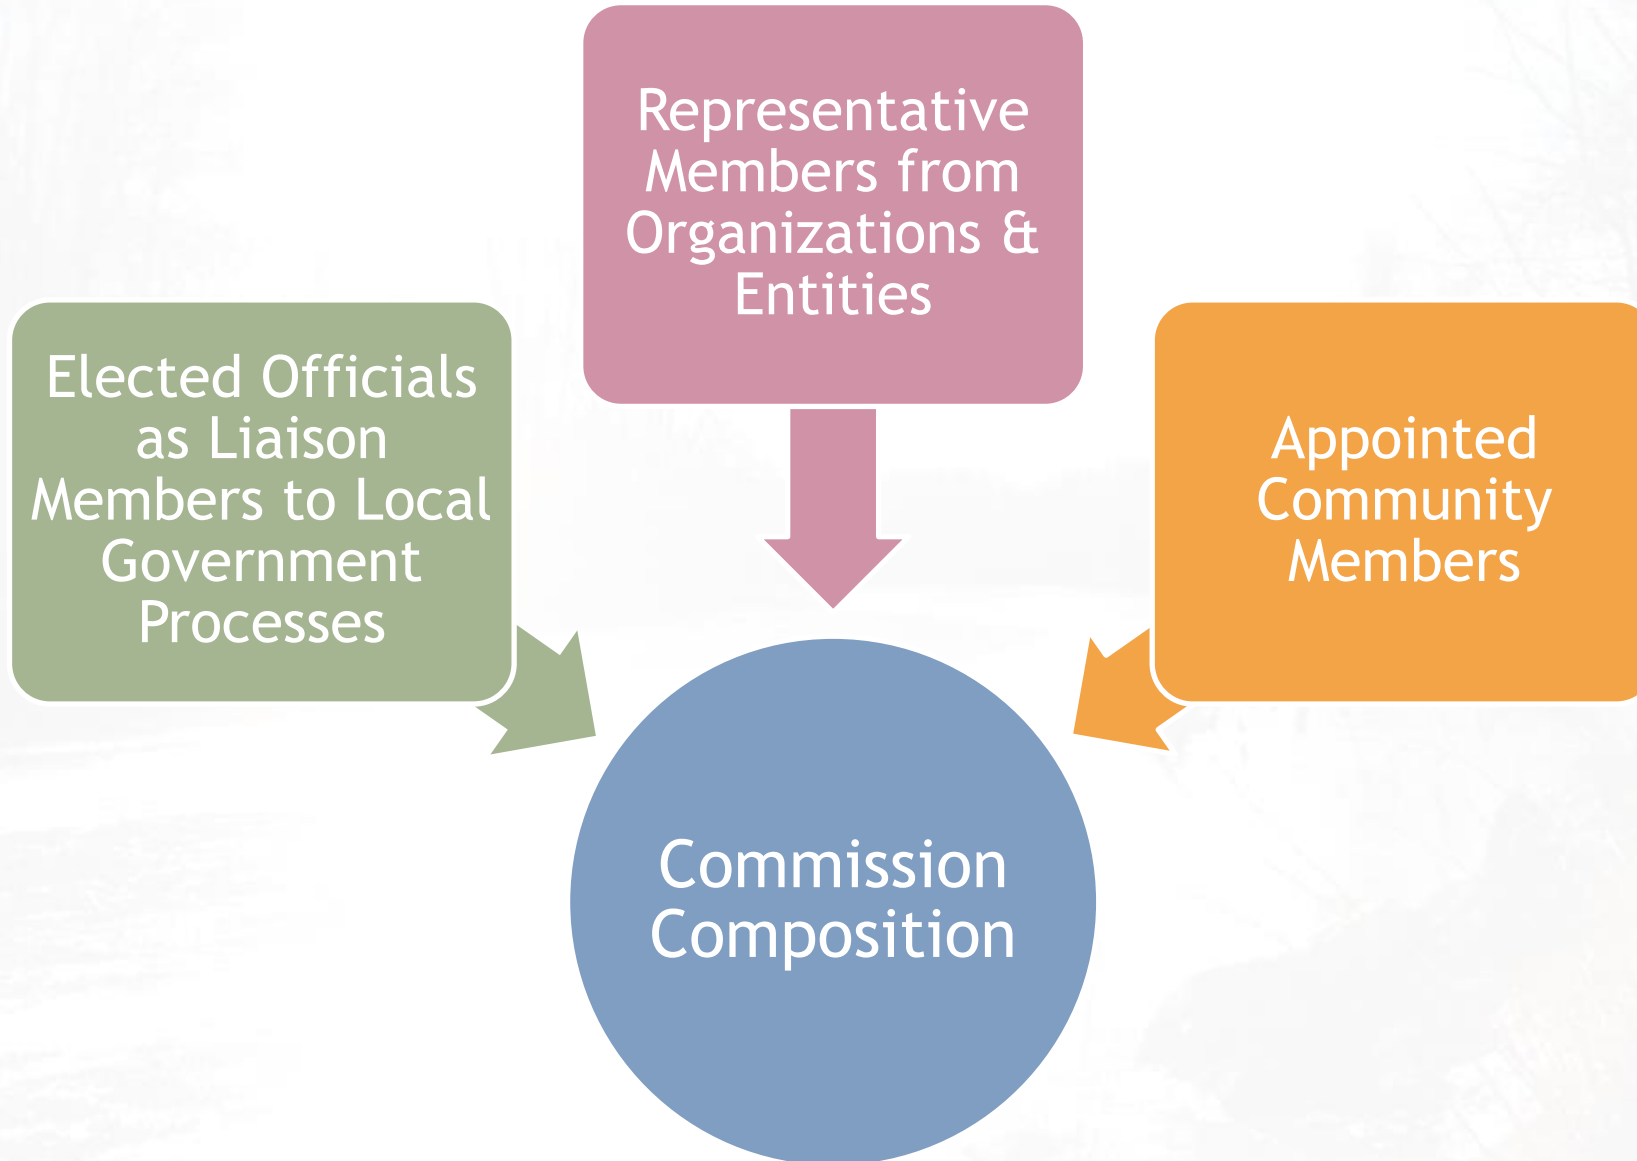 Representative
Members from
Organizations &
Entities
Elected Officials
as Liaison
Members to Local
Government
Processes
Appointed
Community
Members
Commission
Composition